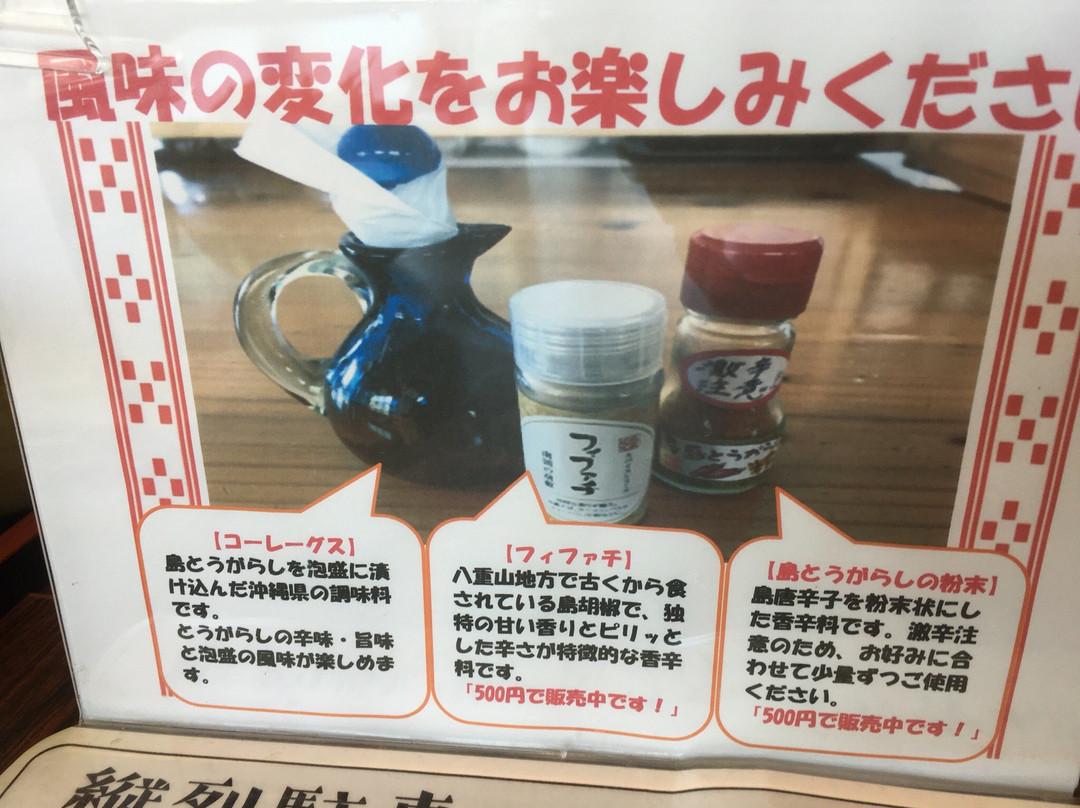 風味の変化をお楽しみくださ
フィファチ
島とうがらし
【コーレーグス】
島とうがらしを泡盛に漬
け込んだ沖縄県の調味料
です。
とうがらしの辛味・旨味
と泡盛の風味が楽しめま
す。
【フィファチ】
八重山地方で古くから食
されている島胡椒で、独
特の甘い香りとピリッと
した辛さが特徴的な香辛
料です。
「500円で販売中です！」
【島とうがらしの粉末】
島唐辛子を粉末状にし
た香辛料です。激辛注
意のため、お好みに合
わせて少量ずつご使用
ください。
「500円で販売中です！」
縦列駐車